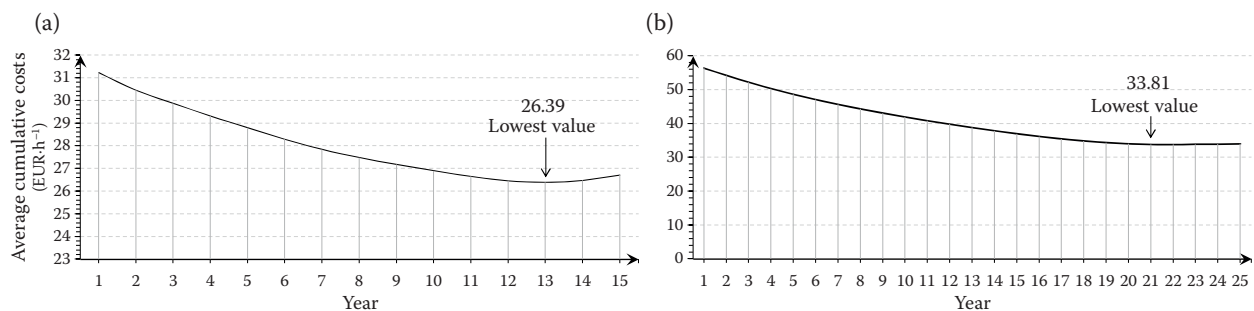 (a)
Average cumulative costs
(EUR·h⁻¹)
32
31
30
29
28
27
26
25
24
23
26.39
Lowest value
1 2 3 4 5 6 7 8 9 10 11 12 13 14 15
Year
(b)
60
50
40
30
20
10
0
33.81
Lowest value
1 2 3 4 5 6 7 8 9 10 11 12 13 14 15 16 17 18 19 20 21 22 23 24 25
Year